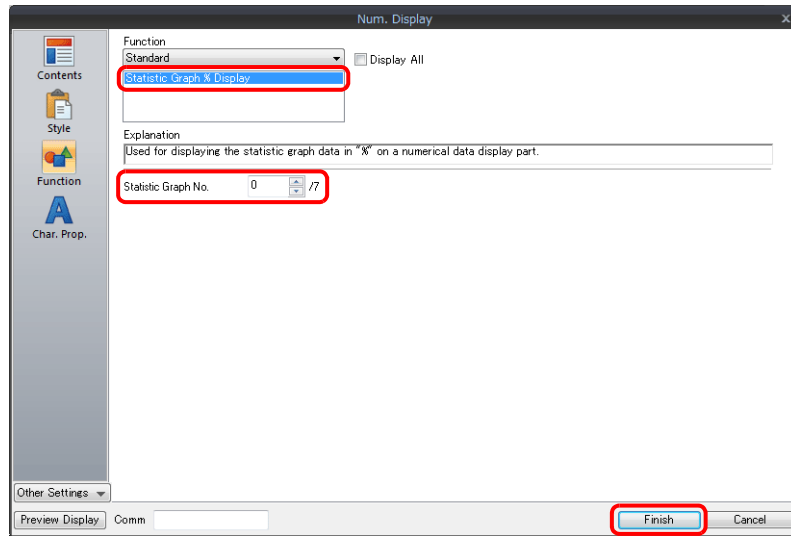 Num. Display
Contents
Style
Function
Char. Prop.
Other Settings
Function
Standard
Display All
Statistic Graph % Display
Explanation
Used for displaying the statistic graph data in "%" on a numerical data display part.
Statistic Graph No. 0 /7
Preview Display Comm Finish Cancel